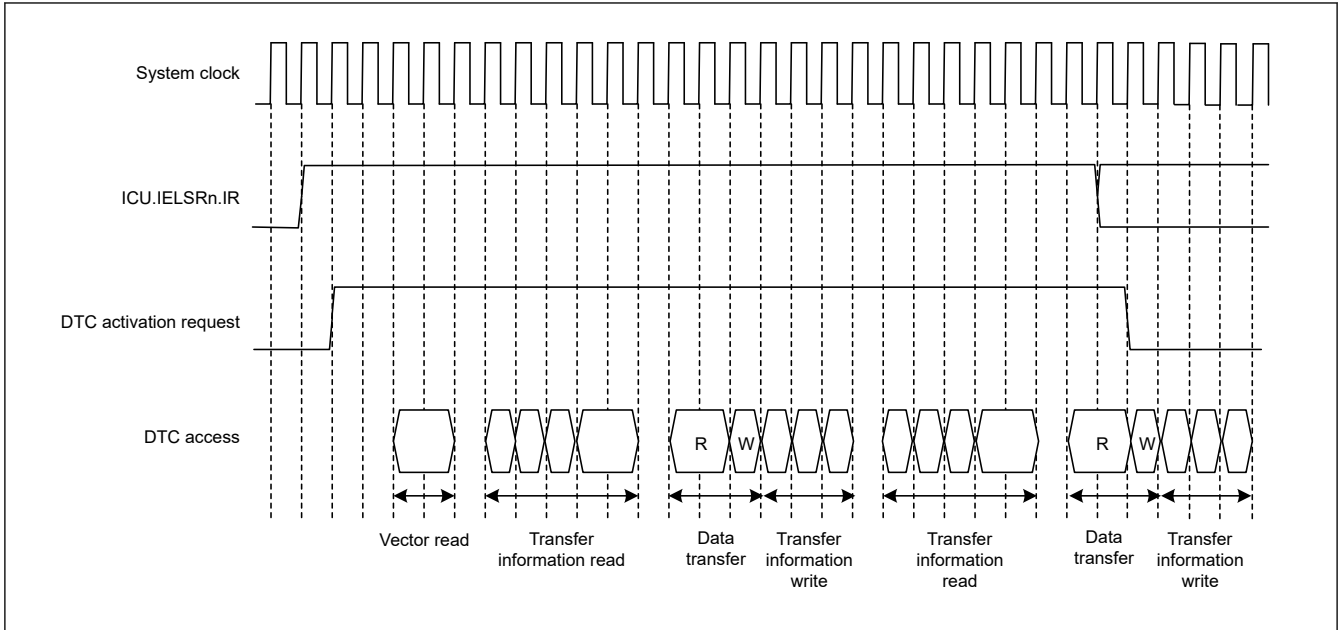 System clock
ICU.IELSRn.IR
DTC activation request
DTC access
R
W
R
W
Vector read
Transfer
information read
Data
transfer
Transfer
information
write
Transfer
information
read
Data
transfer
Transfer
information
write